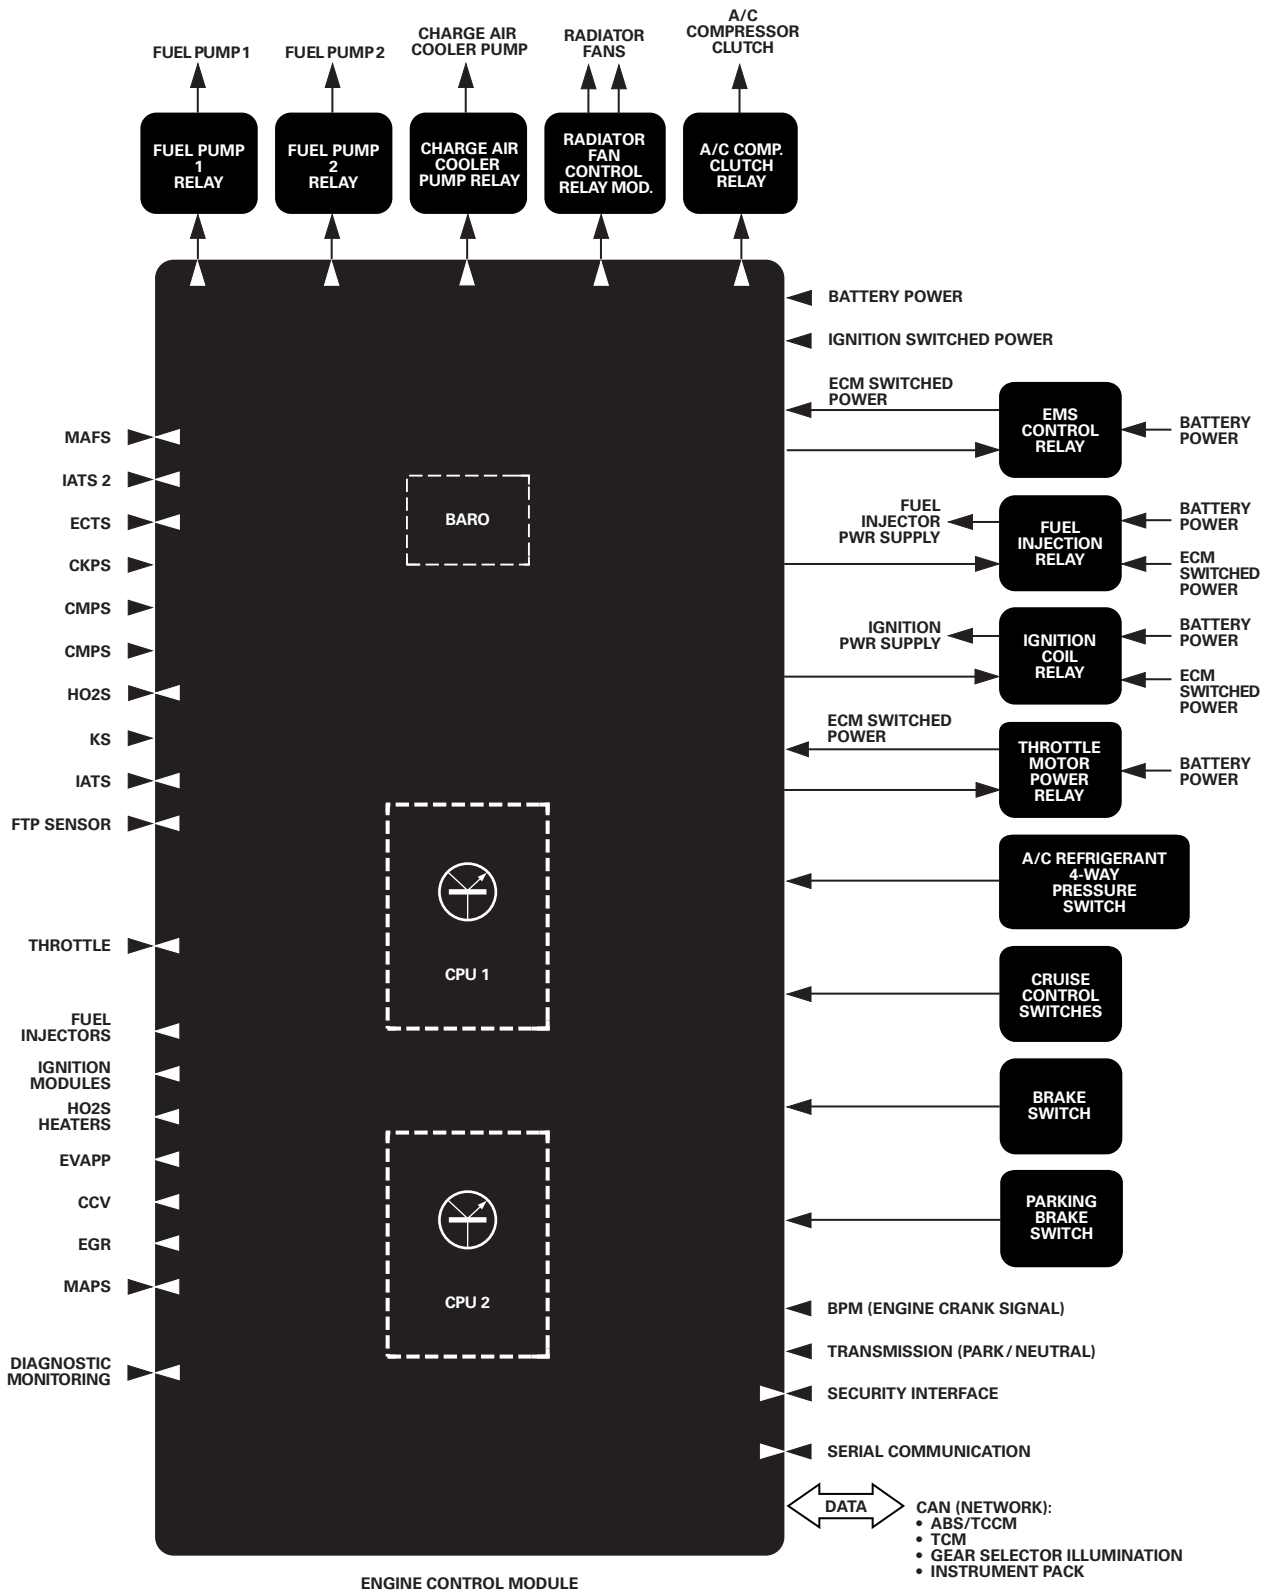 FUEL PUMP 1
FUEL PUMP 2
CHARGE AIR
COOLER PUMP
RADIATOR
FANS
A/C
COMPRESSOR
CLUTCH
FUEL PUMP
1
RELAY
FUEL PUMP
2
RELAY
CHARGE AIR
COOLER
PUMP RELAY
RADIATOR
FAN
CONTROL
RELAY MOD.
A/C COMP.
CLUTCH
RELAY
MAFS
IATS 2
ECTS
CKPS
CMPS
CMPS
HO2S
KS
IATS
FTP SENSOR
THROTTLE
FUEL
INJECTORS
IGNITION
MODULES
HO2S
HEATERS
EVAPP
CCV
EGR
MAPS
DIAGNOSTIC
MONITORING
BARO
CPU 1
CPU 2
BATTERY POWER
IGNITION SWITCHED POWER
ECM SWITCHED
POWER
EMS
CONTROL
RELAY
BATTERY
POWER
FUEL
INJECTOR
PWR SUPPLY
FUEL
INJECTION
RELAY
BATTERY
POWER
ECM
SWITCHED
POWER
IGNITION
PWR SUPPLY
IGNITION
COIL
RELAY
BATTERY
POWER
ECM
SWITCHED
POWER
ECM SWITCHED
POWER
THROTTLE
MOTOR
POWER
RELAY
BATTERY
POWER
A/C REFRIGERANT
4-WAY
PRESSURE
SWITCH
CRUISE
CONTROL
SWITCHES
BRAKE
SWITCH
PARKING
BRAKE
SWITCH
BPM (ENGINE CRANK SIGNAL)
TRANSMISSION (PARK / NEUTRAL)
SECURITY INTERFACE
SERIAL COMMUNICATION
DATA
CAN (NETWORK):
• ABS/TCCM
• TCM
• GEAR SELECTOR ILLUMINATION
• INSTRUMENT PACK
ENGINE CONTROL MODULE